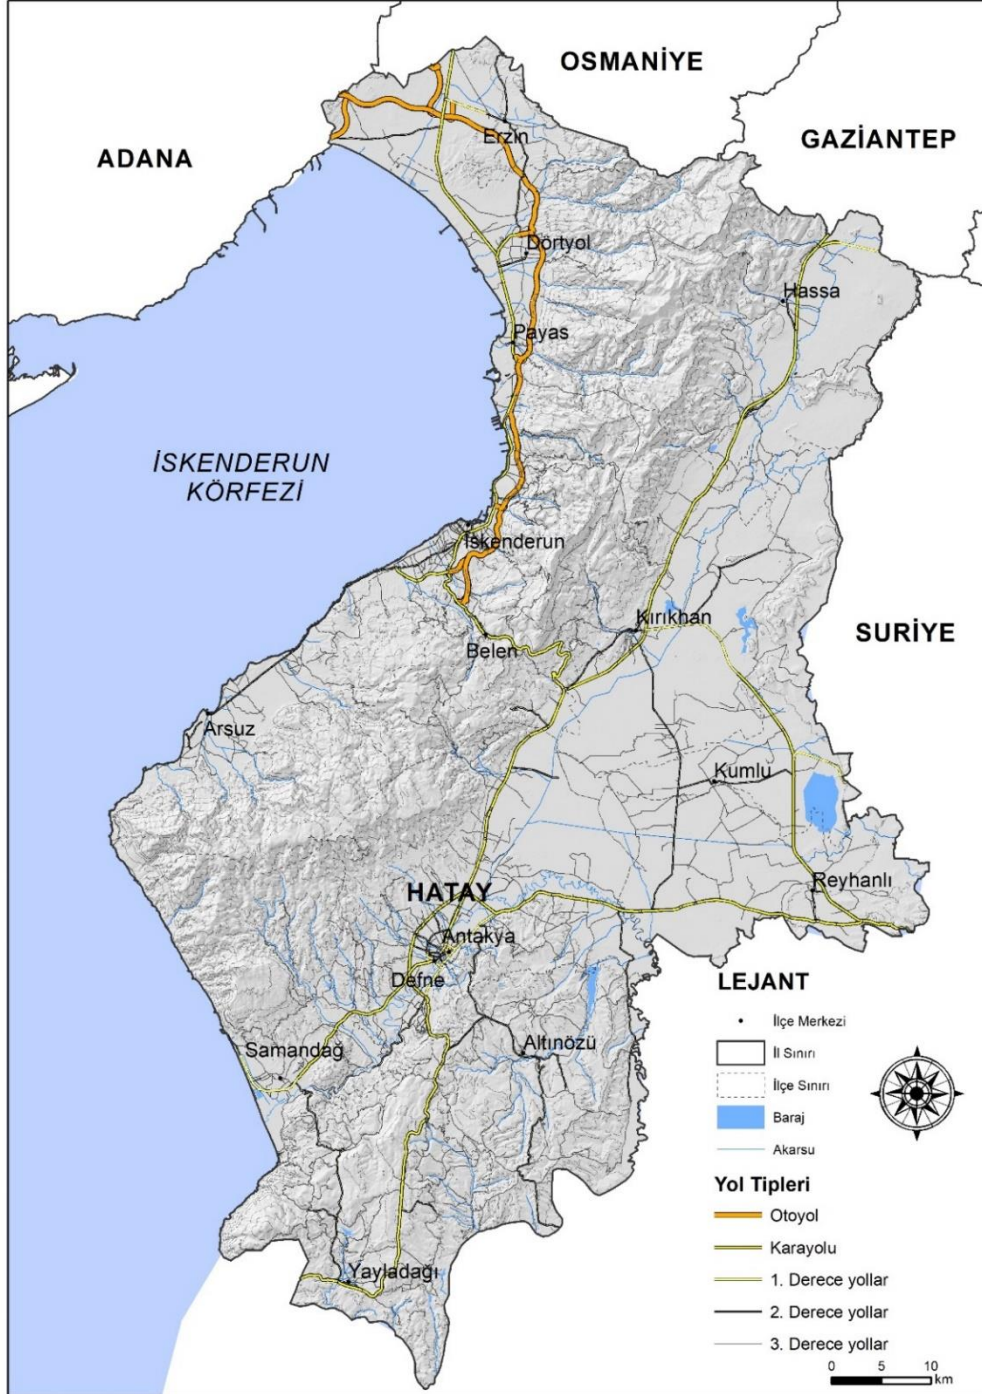 OSMANİYE
GAZİANTEP
ADANA
Erzin
Dörtyol
Hassa
Payas
İSKENDERUN
KÖRFEZİ
İskenderun
Kırıkhan
SURİYE
Belen
Arsuz
Kumlu
Reyhanlı
HATAY
Antakya
Defne
Samandağ
Altınözü
Yayladağı
LEJANT
İlçe Merkezi
İl Sınırı
İlçe Sınırı
Baraj
Akarsu
Yol Tipleri
Otoyol
Karayolu
1. Derece yollar
2. Derece yollar
3. Derece yollar
0 5 10
km